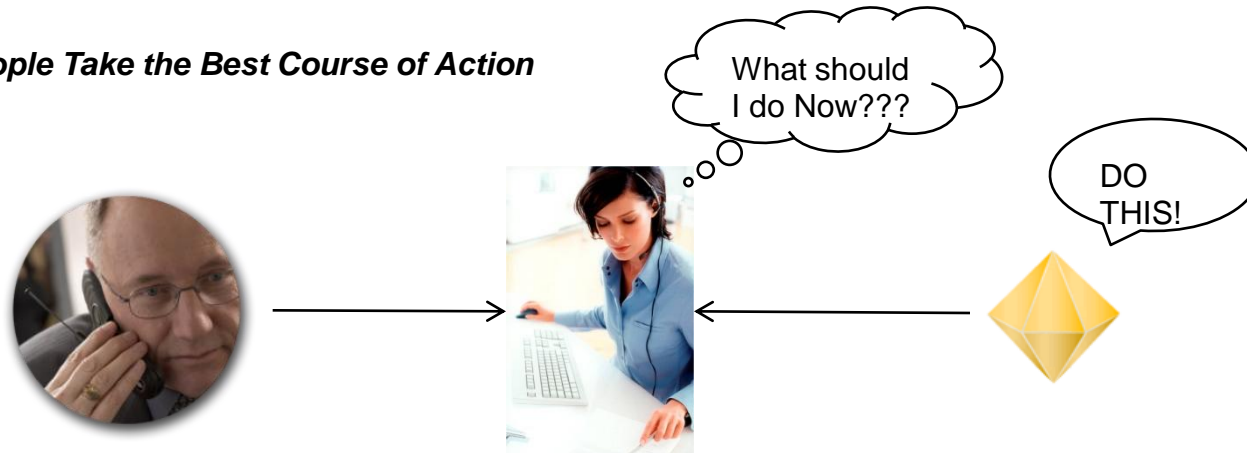 ople Take the Best Course of Action
What should
I do Now???
DO
THIS!